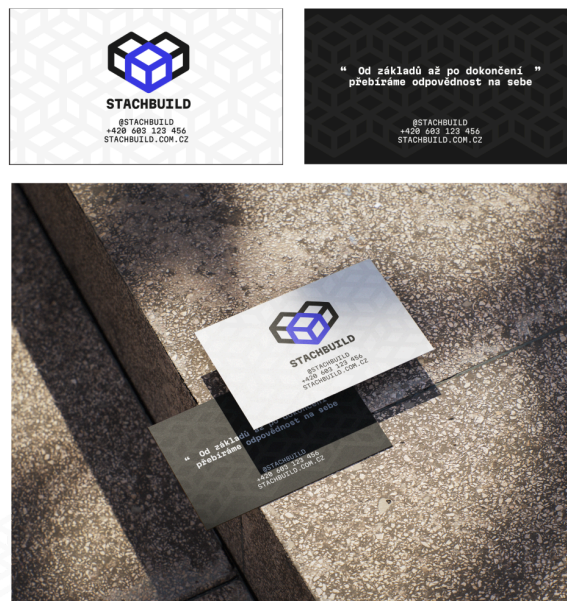 STACHBUILD
@STACHBUILD
+420 603 123 456
STACHBUILD.COM.CZ
❝ Od základů až po dokončení ❞
přebíráme odpovědnost na sebe
@STACHBUILD
+420 603 123 456
STACHBUILD.COM.CZ
STACHBUILD
@STACHBUILD
+420 603 123 456
STACHBUILD.COM.CZ
❝ Od základů až po dokončení
přebíráme odpovědnost na sebe
@STACHBUILD
+420 603 123 456
STACHBUILD.COM.CZ